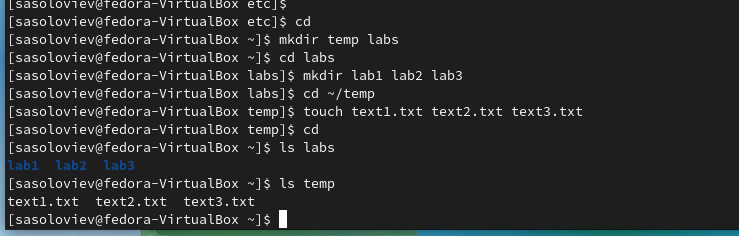 [sasoloviev@fedora-VirtualBox etc]$
[sasoloviev@fedora-VirtualBox etc]$ cd
[sasoloviev@fedora-VirtualBox ~]$ mkdir temp labs
[sasoloviev@fedora-VirtualBox ~]$ cd labs
[sasoloviev@fedora-VirtualBox labs]$ mkdir lab1 lab2 lab3
[sasoloviev@fedora-VirtualBox labs]$ cd ~/temp
[sasoloviev@fedora-VirtualBox temp]$ touch text1.txt text2.txt text3.txt
[sasoloviev@fedora-VirtualBox temp]$ cd
[sasoloviev@fedora-VirtualBox ~]$ ls labs
lab1  lab2  lab3
[sasoloviev@fedora-VirtualBox ~]$ ls temp
text1.txt  text2.txt  text3.txt
[sasoloviev@fedora-VirtualBox ~]$